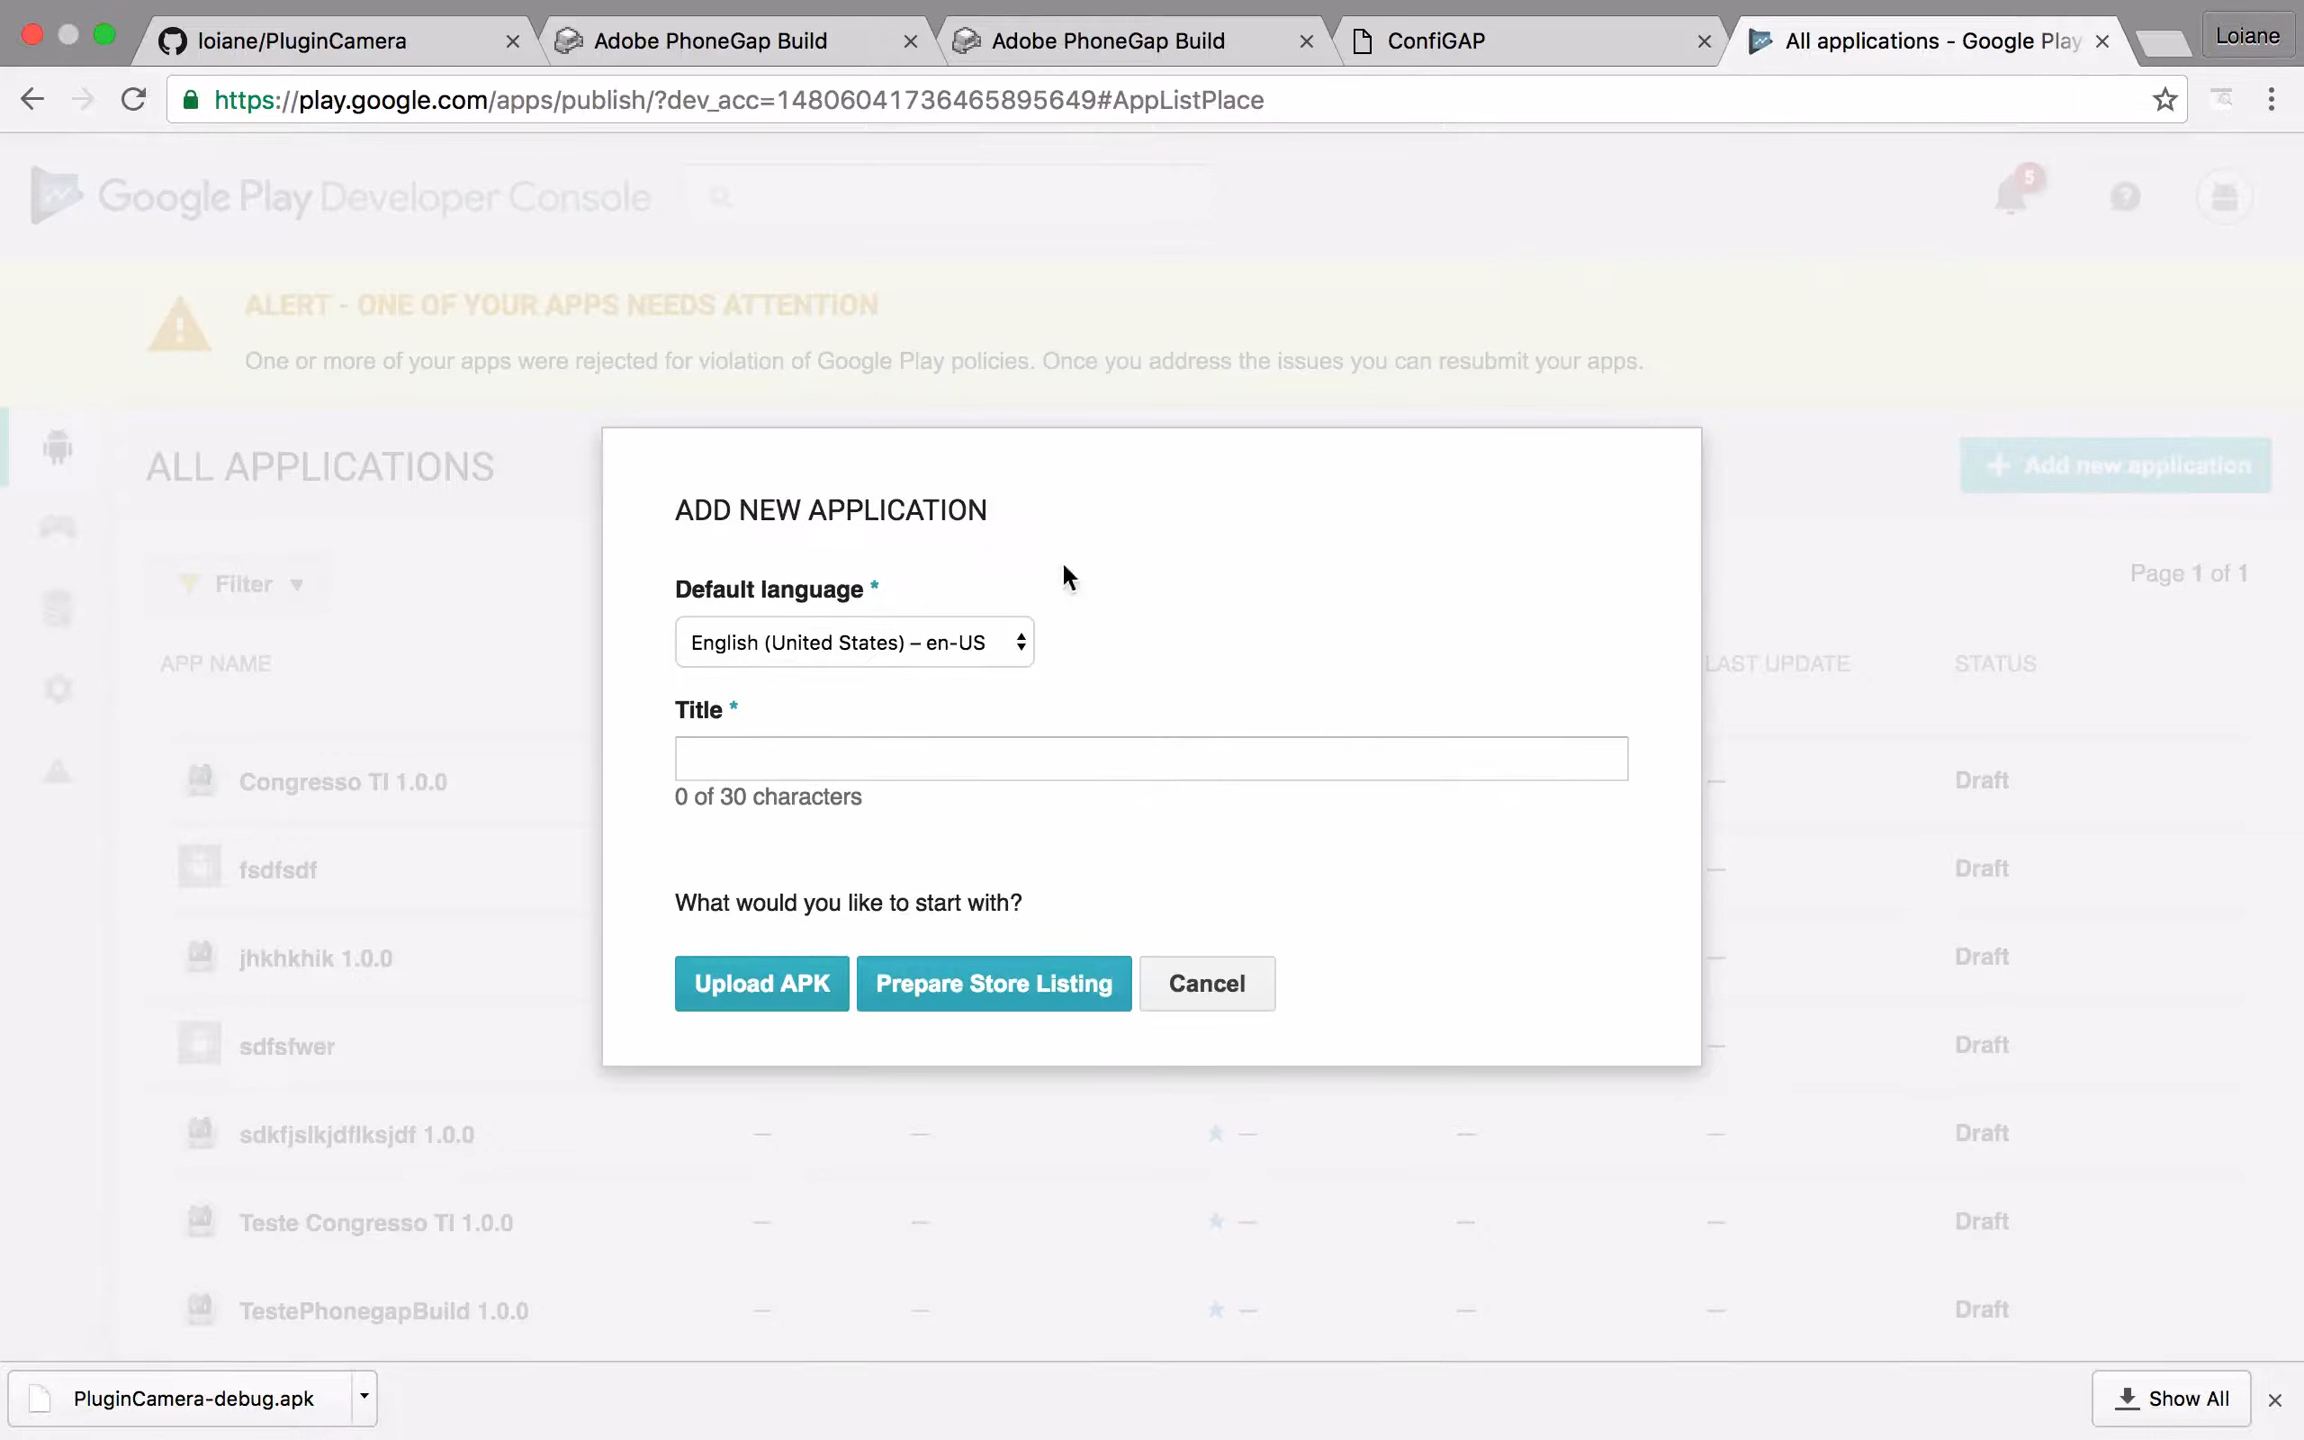 loiane/PluginCamera
Adobe PhoneGap Build
Adobe PhoneGap Build
ConfiGAP
All applications - Google Play
Loiane
https://play.google.com/apps/publish/?dev_acc=14806041736465895649#AppListPlace
Google Play Developer Console
5
ALERT - ONE OF YOUR APPS NEEDS ATTENTION
One or more of your apps were rejected for violation of Google Play policies. Once you address the issues you can resubmit your apps.
ALL APPLICATIONS
+ Add new application
Filter
Page 1 of 1
APP NAME
LAST UPDATE
STATUS
ADD NEW APPLICATION
Default language *
English (United States) – en-US
Title *
0 of 30 characters
What would you like to start with?
Upload APK
Prepare Store Listing
Cancel
Congresso TI 1.0.0
— Draft
fsdfsdf
— Draft
jhkhkhik 1.0.0
— Draft
sdfsfwer
— Draft
sdkfjslkjdflksjdf 1.0.0
— — — — — Draft
Teste Congresso TI 1.0.0
— — — — — Draft
TestePhonegapBuild 1.0.0
— — — — — Draft
PluginCamera-debug.apk
Show All